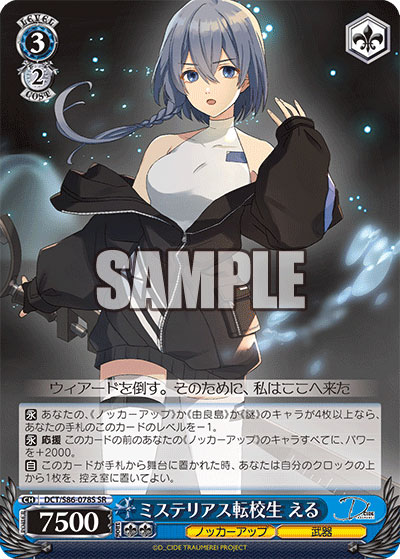 LEVEL
3
2
COST
SAMPLE
ウィアードを倒す。そのために、私はここへ来た
永 あなたの、《ノッカーアップ》か《由良島》か《謎》のキャラが4枚以上なら、
あなたの手札のこのカードのレベルを－1。
永 応援 このカードの前のあなたの《ノッカーアップ》のキャラすべてに、パワー
を+2000。
自 このカードが手札から舞台に置かれた時、あなたは自分のクロックの上
から1枚を、控え室に置いてよい。
CH DCT/S86-078S SR
POWER
7500
SOUL
ミステリアス転校生 える
ノッカーアップ
武器
©D_CIDE TRAUMEREI PROJECT